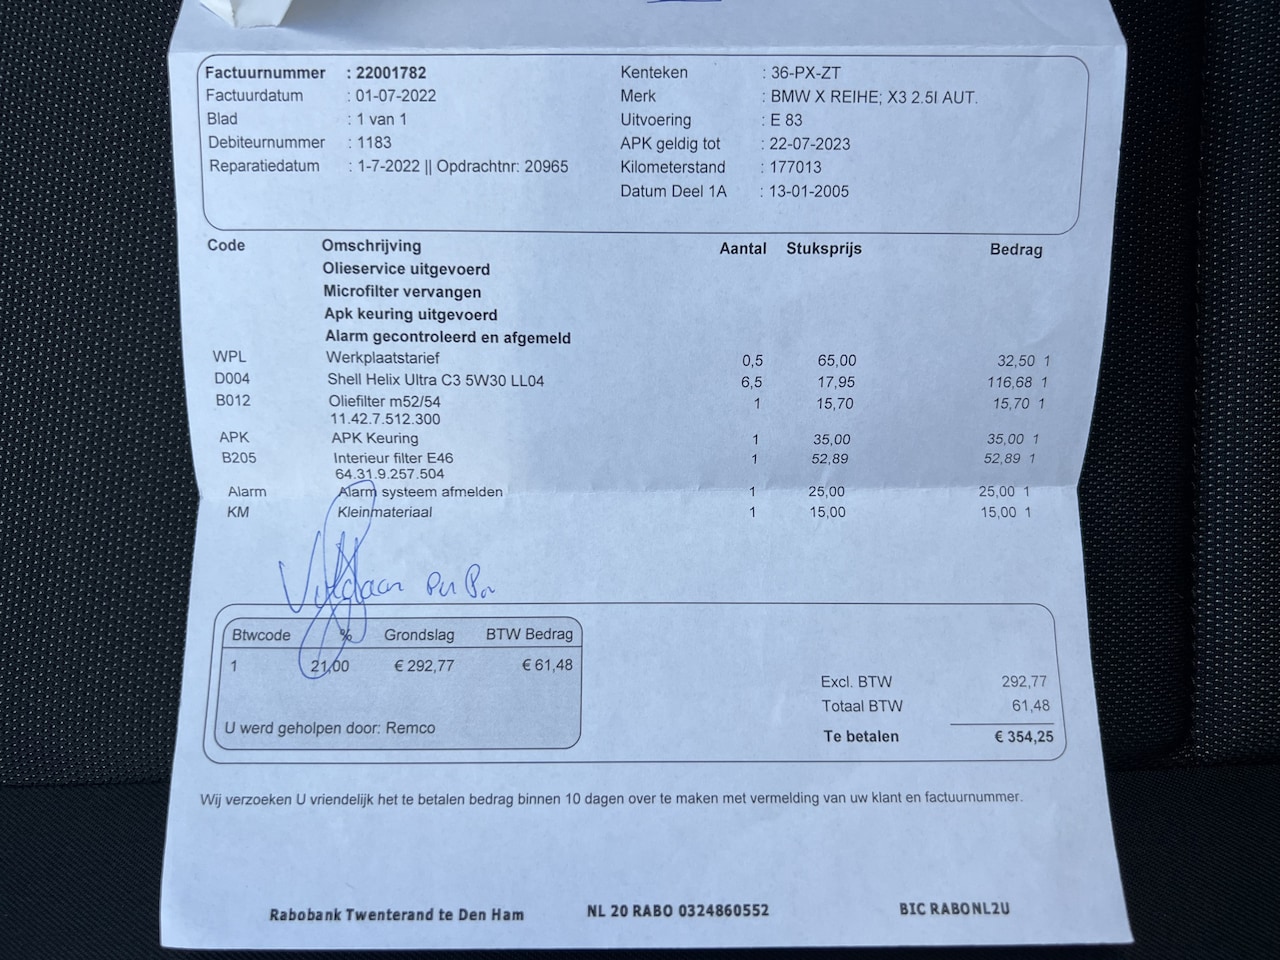 Factuurnummer : 22001782 Kenteken : 36-PX-ZT
Factuurdatum : 01-07-2022 Merk : BMW X REIHE; X3 2.5I AUT.
Blad : 1 van 1 Uitvoering : E 83
Debiteurnummer : 1183 APK geldig tot : 22-07-2023
Reparatiedatum : 1-7-2022 || Opdrachtnr: 20965 Kilometerstand : 177013
Datum Deel 1A : 13-01-2005
Code Omschrijving Aantal Stuksprijs Bedrag
Olieservice uitgevoerd
Microfilter vervangen
Apk keuring uitgevoerd
Alarm gecontroleerd en afgemeld
WPL Werkplaatstarief 0,5 65,00 32,50 1
D004 Shell Helix Ultra C3 5W30 LL04 6,5 17,95 116,68 1
B012 Oliefilter m52/54 1 15,70 15,70 1
11.42.7.512.300
APK APK Keuring 1 35,00 35,00 1
B205 Interieur filter E46 1 52,89 52,89 1
64.31.9.257.504
Alarm Alarm systeem afmelden 1 25,00 25,00 1
KM Kleinmateriaal 1 15,00 15,00 1
Btwcode % Grondslag BTW Bedrag
1 21,00 € 292,77 € 61,48
Excl. BTW 292,77
Totaal BTW 61,48
U werd geholpen door: Remco
Te betalen € 354,25
Wij verzoeken U vriendelijk het te betalen bedrag binnen 10 dagen over te maken met vermelding van uw klant en factuurnummer.
Rabobank Twenterand te Den Ham NL 20 RABO 0324860552 BIC RABONL2U